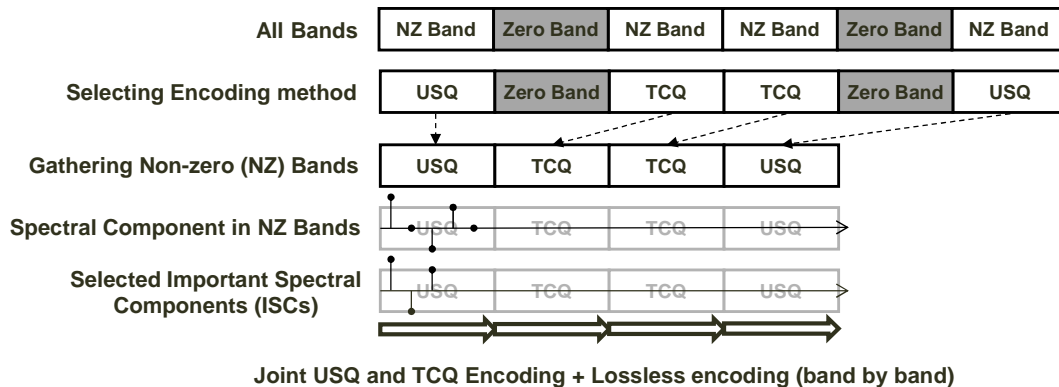 All Bands NZ Band Zero Band NZ Band NZ Band Zero Band NZ Band
Selecting Encoding method USQ Zero Band TCQ TCQ Zero Band USQ
Gathering Non-zero (NZ) Bands USQ TCQ TCQ USQ
Spectral Component in NZ Bands USQ TCQ TCQ USQ
Selected Important Spectral
Components (ISCs) USQ TCQ TCQ USQ
Joint USQ and TCQ Encoding + Lossless encoding (band by band)